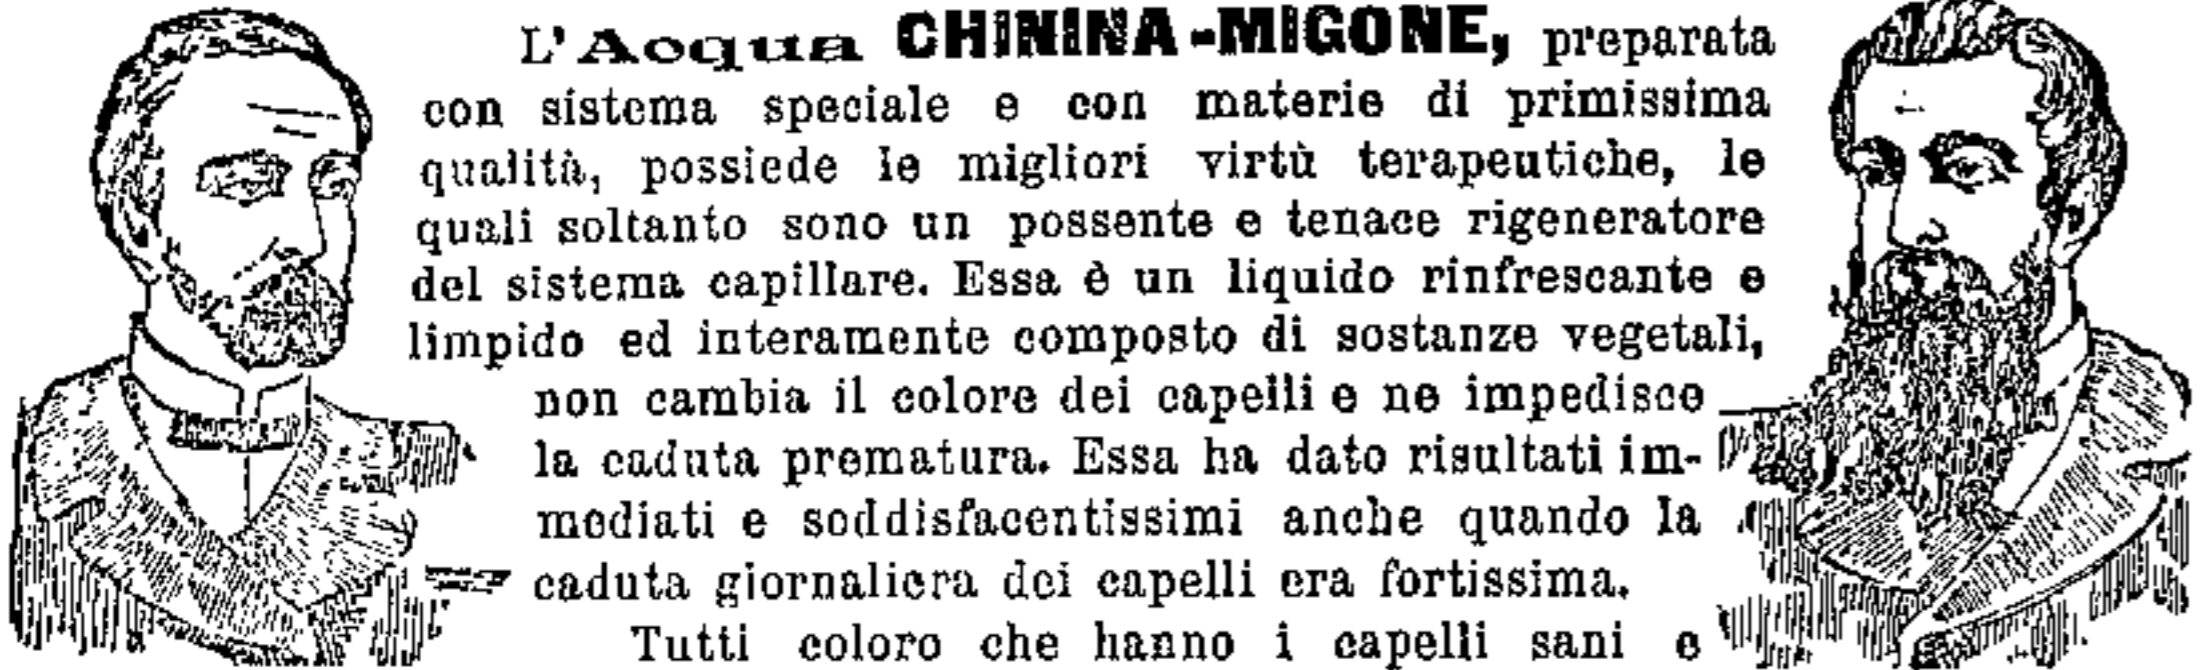 L'Acqua CHININA-MIGONE, preparata
con sistema speciale e con materie di primissima
qualità, possiede le migliori virtù terapeutiche, le
quali soltanto sono un possente e tenace rigeneratore
del sistema capillare. Essa è un liquido rinfrescante e
limpido ed interamente composto di sostanze vegetali,
non cambia il colore dei capelli e ne impedisce
la caduta prematura. Essa ha dato risultati im-
mediati e soddisfacentissimi anche quando la
caduta giornaliera dei capelli era fortissima.
Tutti coloro che hanno i capelli sani e